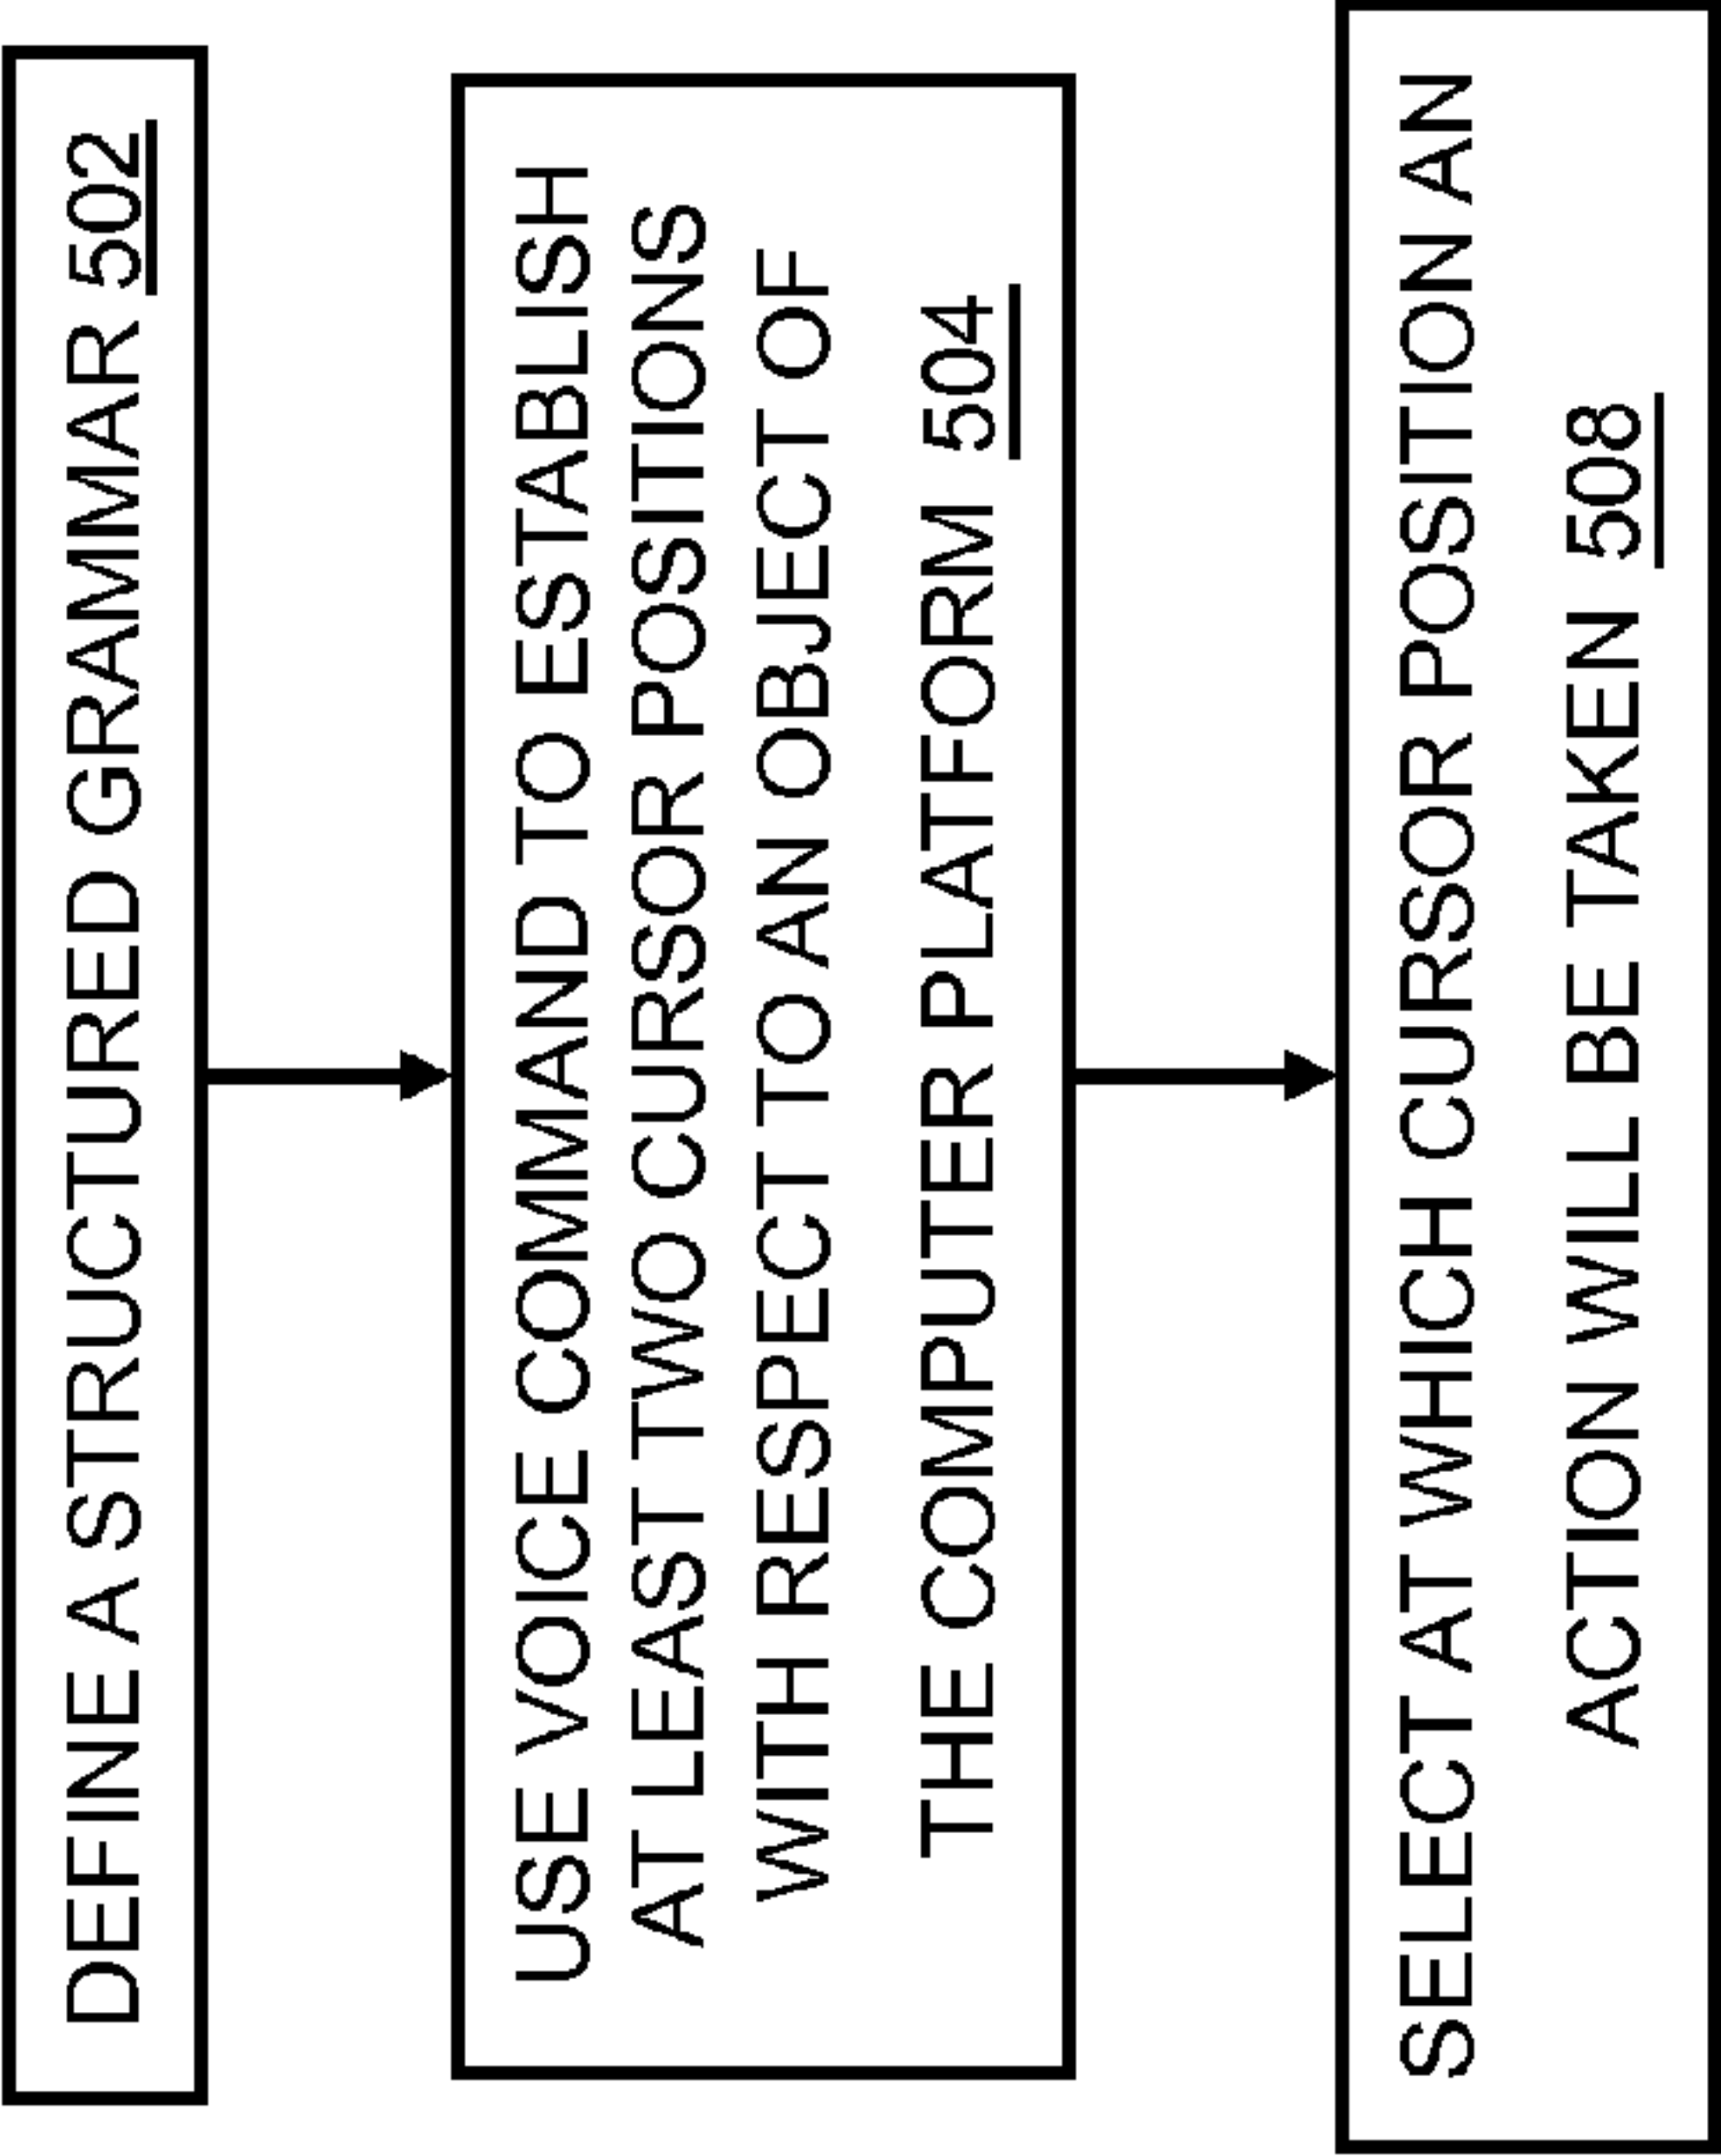 DEFINE A STRUCTURED GRAMMAR 502
USE VOICE COMMAND TO ESTABLISH
AT LEAST TWO CURSOR POSITIONS
WITH RESPECT TO AN OBJECT OF
THE COMPUTER PLATFORM 504
SELECT AT WHICH CURSOR POSITION AN
ACTION WILL BE TAKEN 508